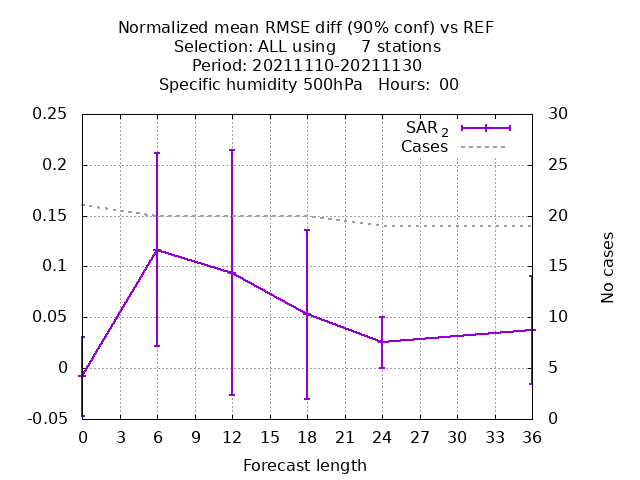 Normalized mean RMSE diff (90% conf) vs REF
Selection: ALL using 7 stations
Period: 20211110-20211130
Specific humidity 500hPa Hours: 00
0.25
0.2
0.15
0.1
0.05
0
-0.05
30
25
20
15
10
5
0
SAR 2
Cases
No cases
0 3 6 9 12 15 18 21 24 27 30 33 36
Forecast length